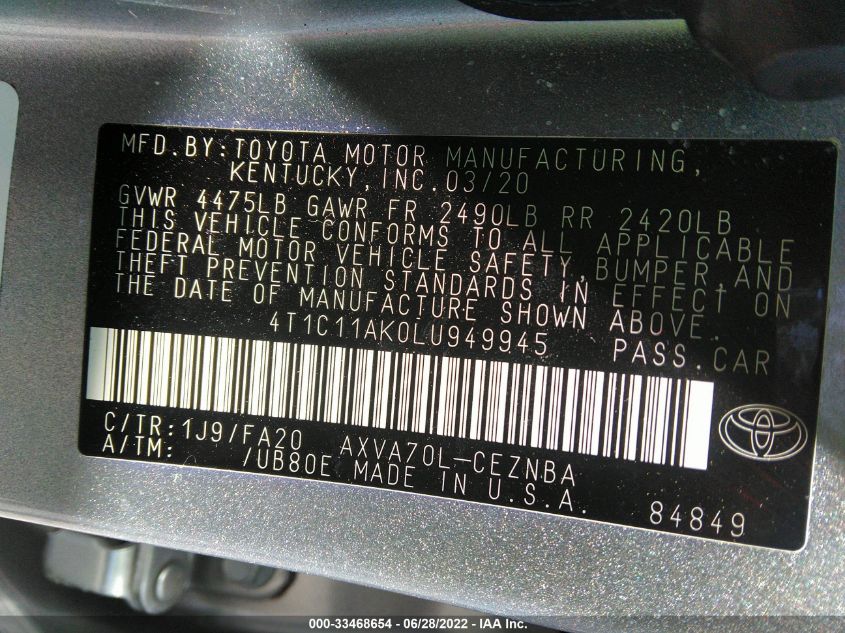 MFD.BY:TOYOTA MOTOR MANUFACTURING,
KENTUCKY,INC.03/20
GVWR 4475LB GAWR FR 2490LB RR 2420LB
THIS VEHICLE CONFORMS TO ALL APPLICABLE
FEDERAL MOTOR VEHICLE SAFETY,BUMPER,AND
THEFT PREVENTION STANDARDS IN EFFECT ON
THE DATE OF MANUFACTURE SHOWN ABOVE.
4T1C11AK0LU949945 PASS.CAR
C/TR:1J9/FA20 AXVA70L-CEZNBA
A/TM: /UB80E MADE IN U.S.A.
84849
000-33468654 - 06/28/2022 - IAA Inc.